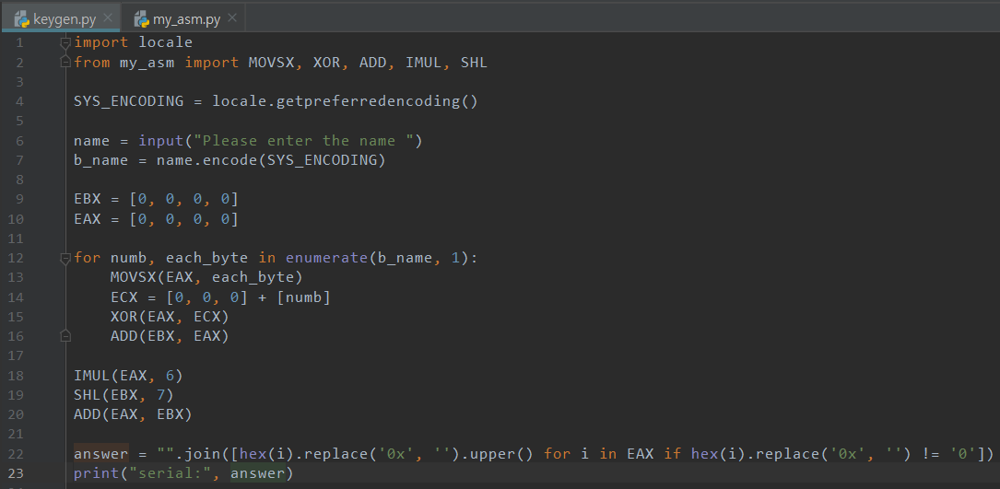 keygen.py
my_asm.py
1 import locale
2 from my_asm import MOVSX, XOR, ADD, IMUL, SHL
3
4 SYS_ENCODING = locale.getpreferredencoding()
5
6 name = input("Please enter the name ")
7 b_name = name.encode(SYS_ENCODING)
8
9 EBX = [0, 0, 0, 0]
10 EAX = [0, 0, 0, 0]
11
12 for numb, each_byte in enumerate(b_name, 1):
13     MOVSX(EAX, each_byte)
14     ECX = [0, 0, 0] + [numb]
15     XOR(EAX, ECX)
16     ADD(EBX, EAX)
17
18 IMUL(EAX, 6)
19 SHL(EBX, 7)
20 ADD(EAX, EBX)
21
22 answer = "".join([hex(i).replace('0x', '').upper() for i in EAX if hex(i).replace('0x', '') != '0'])
23 print("serial:", answer)